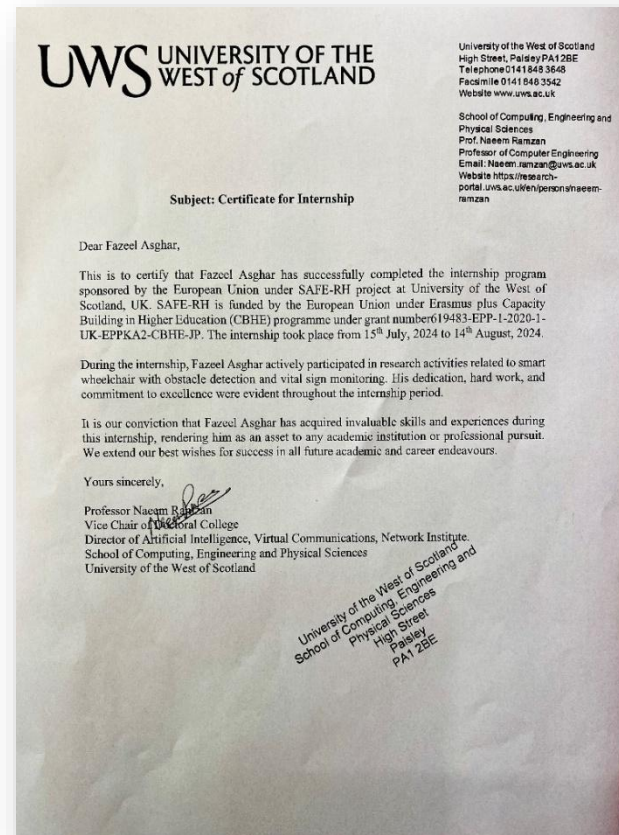 UWS UNIVERSITY OF THE
WEST of SCOTLAND
University of the West of Scotland
High Street, Paisley PA1 2BE
Telephone 0141 848 3648
Facsimile 0141 848 3542
Website www.uws.ac.uk
School of Computing, Engineering and
Physical Sciences
Prof. Naeem Ramzan
Professor of Computer Engineering
Email: Naeem.ramzan@uws.ac.uk
Website https://research-
portal.uws.ac.uk/en/persons/naeem-
ramzan
Subject: Certificate for Internship
Dear Fazeel Asghar,
This is to certify that Fazeel Asghar has successfully completed the internship program
sponsored by the European Union under SAFE-RH project at University of the West of
Scotland, UK. SAFE-RH is funded by the European Union under Erasmus plus Capacity
Building in Higher Education (CBHE) programme under grant number619483-EPP-1-2020-1-
UK-EPPKA2-CBHE-JP. The internship took place from 15th July, 2024 to 14th August, 2024.
During the internship, Fazeel Asghar actively participated in research activities related to smart
wheelchair with obstacle detection and vital sign monitoring. His dedication, hard work, and
commitment to excellence were evident throughout the internship period.
It is our conviction that Fazeel Asghar has acquired invaluable skills and experiences during
this internship, rendering him as an asset to any academic institution or professional pursuit.
We extend our best wishes for success in all future academic and career endeavours.
Yours sincerely,
Professor Naeem Ramzan
Vice Chair of Doctoral College
Director of Artificial Intelligence, Virtual Communications, Network Institute.
School of Computing, Engineering and Physical Sciences
University of the West of Scotland
University of the West of Scotland
School of Computing, Engineering and
Physical Sciences
High Street
Paisley
PA1 2BE